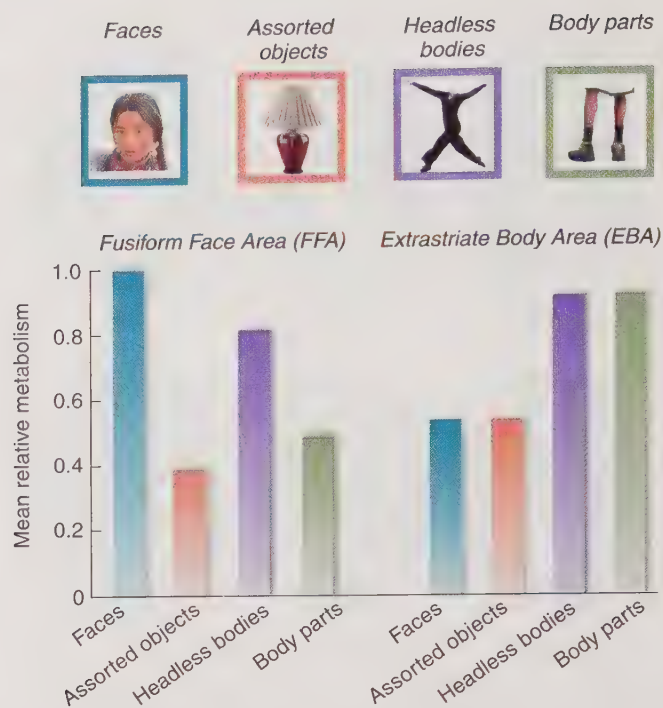 Faces
Assorted
objects
Headless
bodies
Body parts
Fusiform Face Area (FFA)
Extrastriate Body Area (EBA)
Mean relative metabolism
1.0
0.8
0.6
0.4
0.2
0
Faces
Assorted objects
Headless bodies
Body parts
Faces
Assorted objects
Headless bodies
Body parts